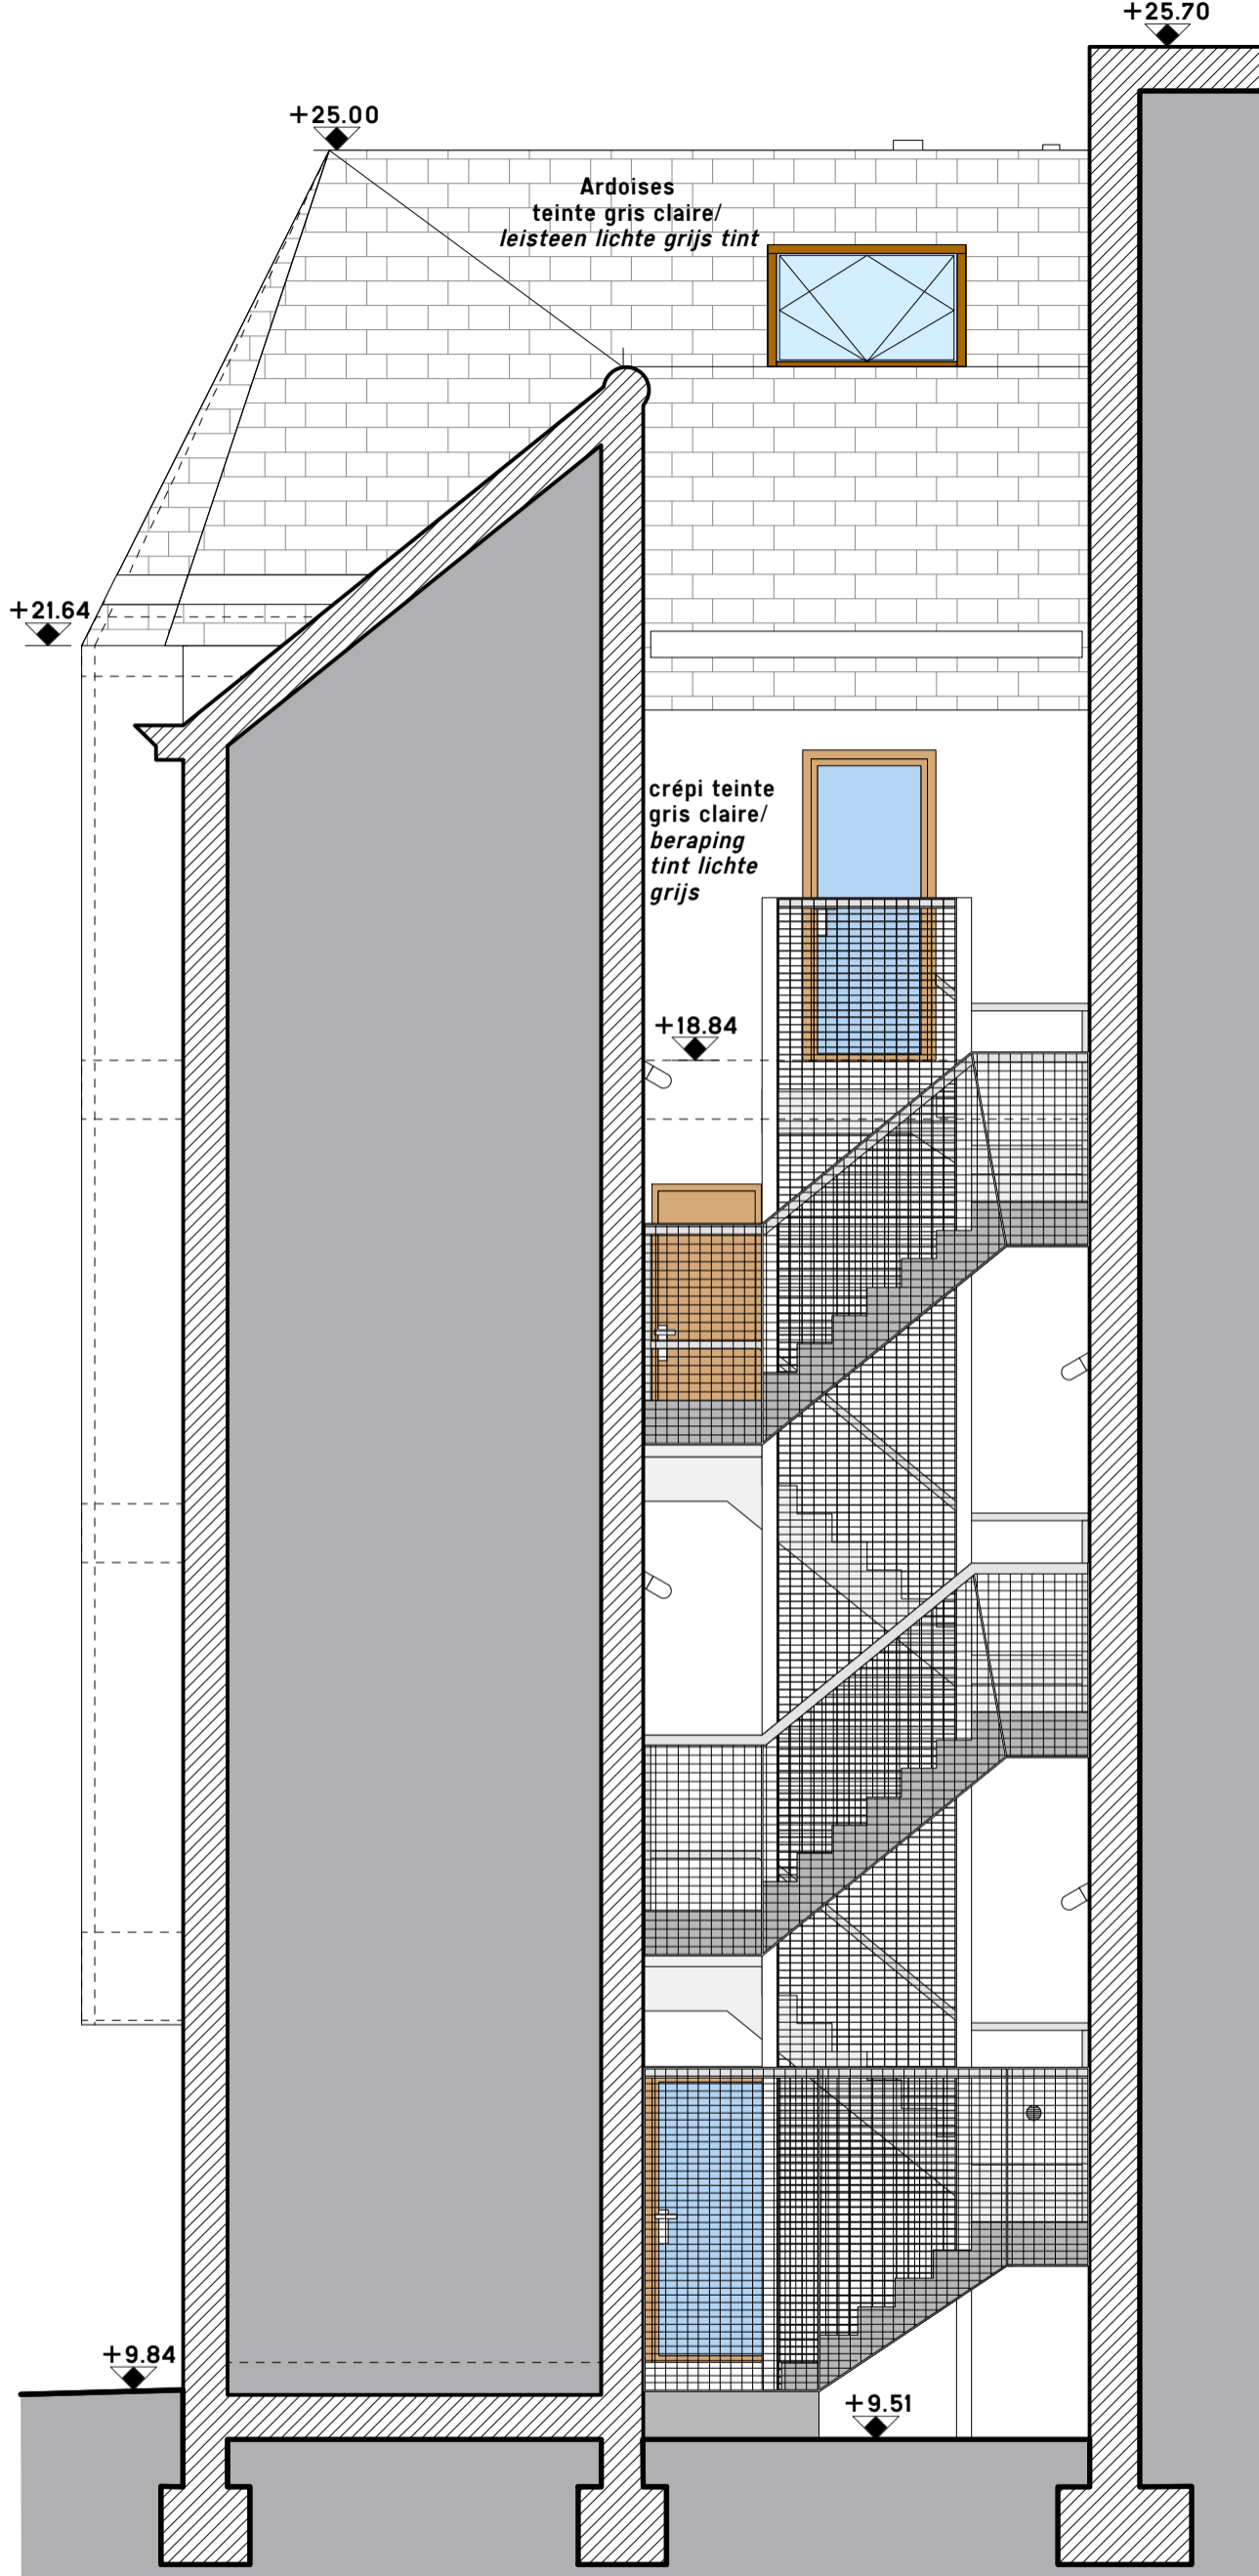 +25.70
+25.00
Ardoises
teinte gris claire/
leisteen lichte grijs tint
+21.64
crépi teinte
gris claire/
beraping
tint lichte
grijs
+18.84
+9.84
+9.51